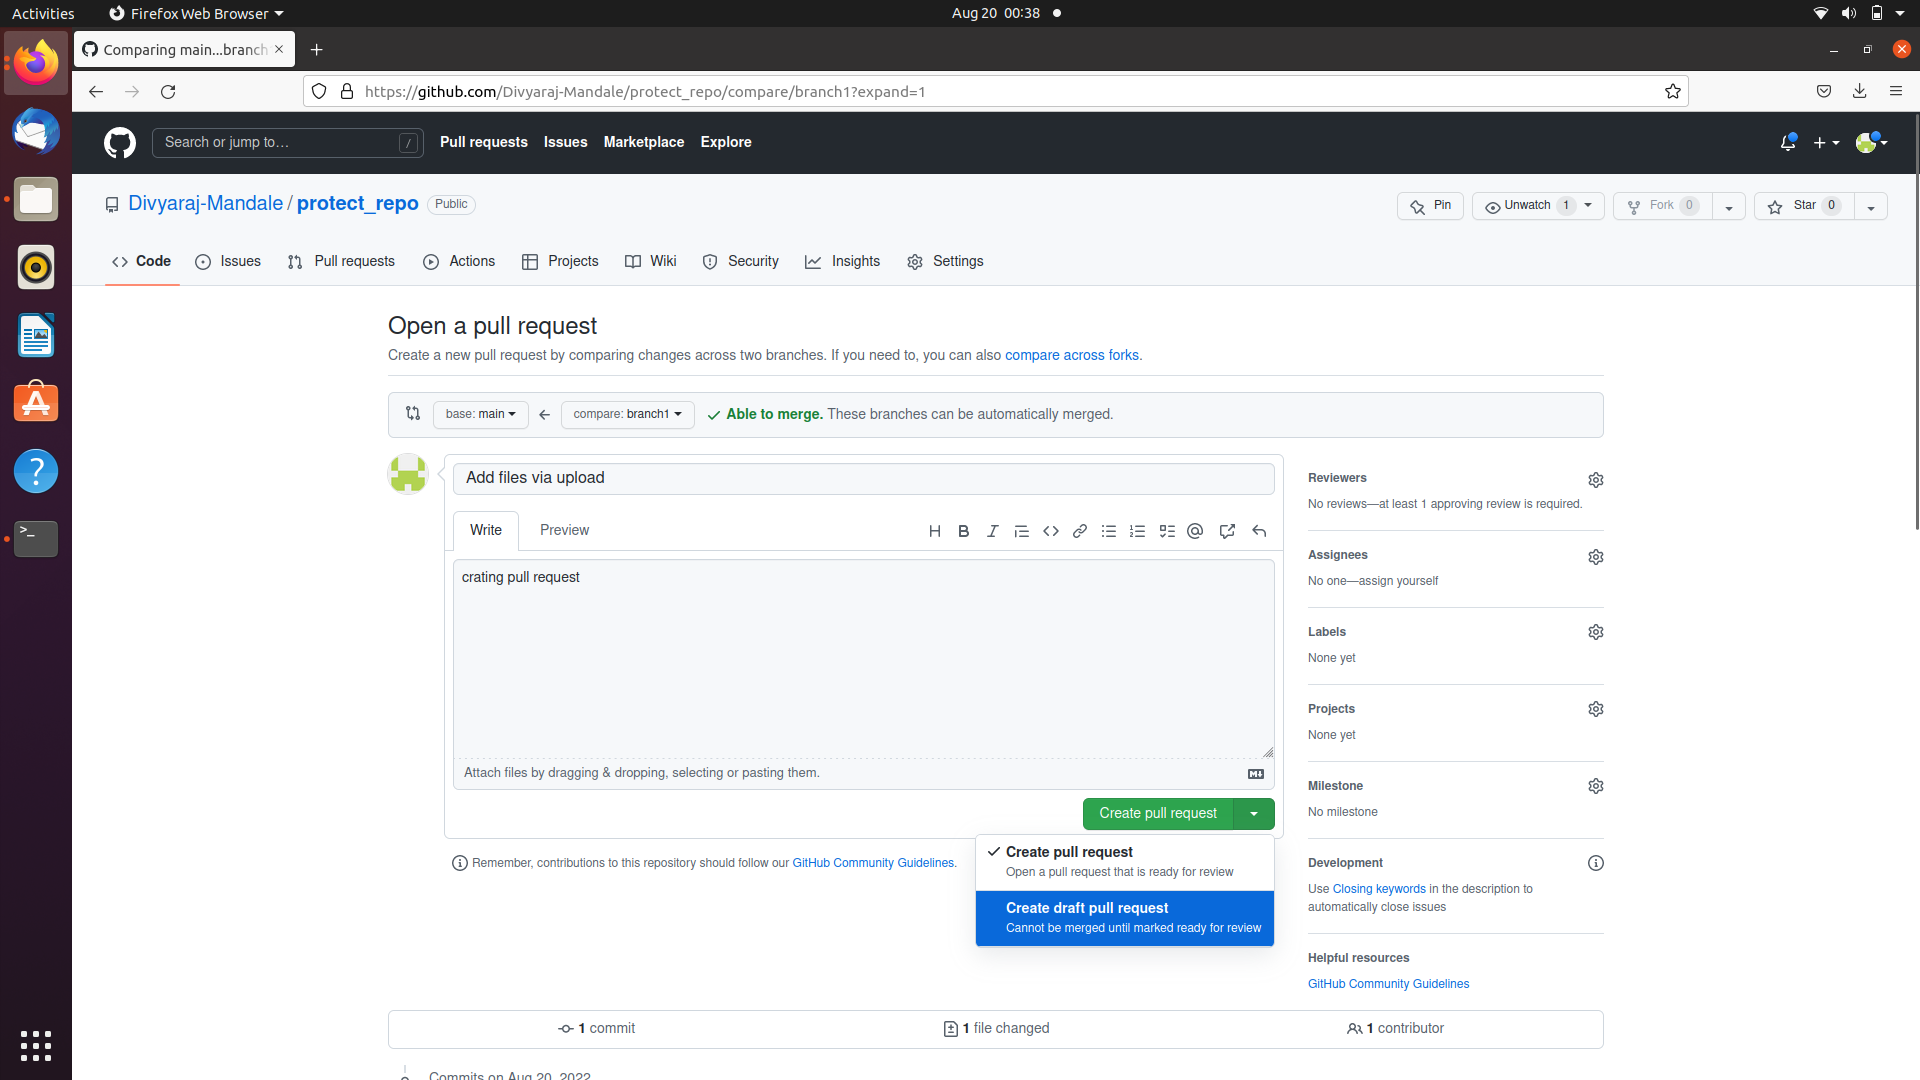 Activities
Firefox Web Browser
Aug 20 00:38
Comparing main...branch
https://github.com/Divyaraj-Mandale/protect_repo/compare/branch1?expand=1
Search or jump to…
/
Pull requests
Issues
Marketplace
Explore
Divyaraj-Mandale / protect_repo
Public
Pin
Unwatch 1
Fork 0
Star 0
Code
Issues
Pull requests
Actions
Projects
Wiki
Security
Insights
Settings
Open a pull request
Create a new pull request by comparing changes across two branches. If you need to, you can also compare across forks.
base: main
compare: branch1
Able to merge. These branches can be automatically merged.
Add files via upload
Write
Preview
crating pull request
Attach files by dragging & dropping, selecting or pasting them.
Create pull request
Create pull request
Open a pull request that is ready for review
Create draft pull request
Cannot be merged until marked ready for review
Remember, contributions to this repository should follow our GitHub Community Guidelines.
Reviewers
No reviews—at least 1 approving review is required.
Assignees
No one—assign yourself
Labels
None yet
Projects
None yet
Milestone
No milestone
Development
Use Closing keywords in the description to
automatically close issues
Helpful resources
GitHub Community Guidelines
1 commit
1 file changed
1 contributor
Commits on Aug 20, 2022